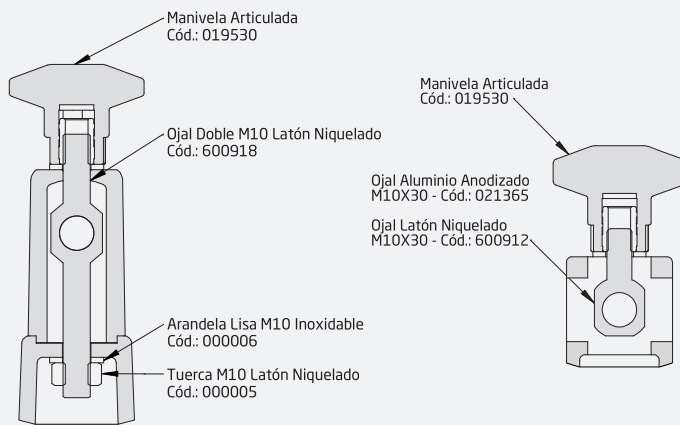 Manivela Articulada
Cód.: 019530
Ojal Doble M10 Latón Niquelado
Cód.: 600918
Arandela Lisa M10 Inoxidable
Cód.: 000006
Tuerca M10 Latón Niquelado
Cód.: 000005
Manivela Articulada
Cód.: 019530
Ojal Aluminio Anodizado
M10X30 - Cód.: 021365
Ojal Latón Niquelado
M10X30 - Cód.: 600912